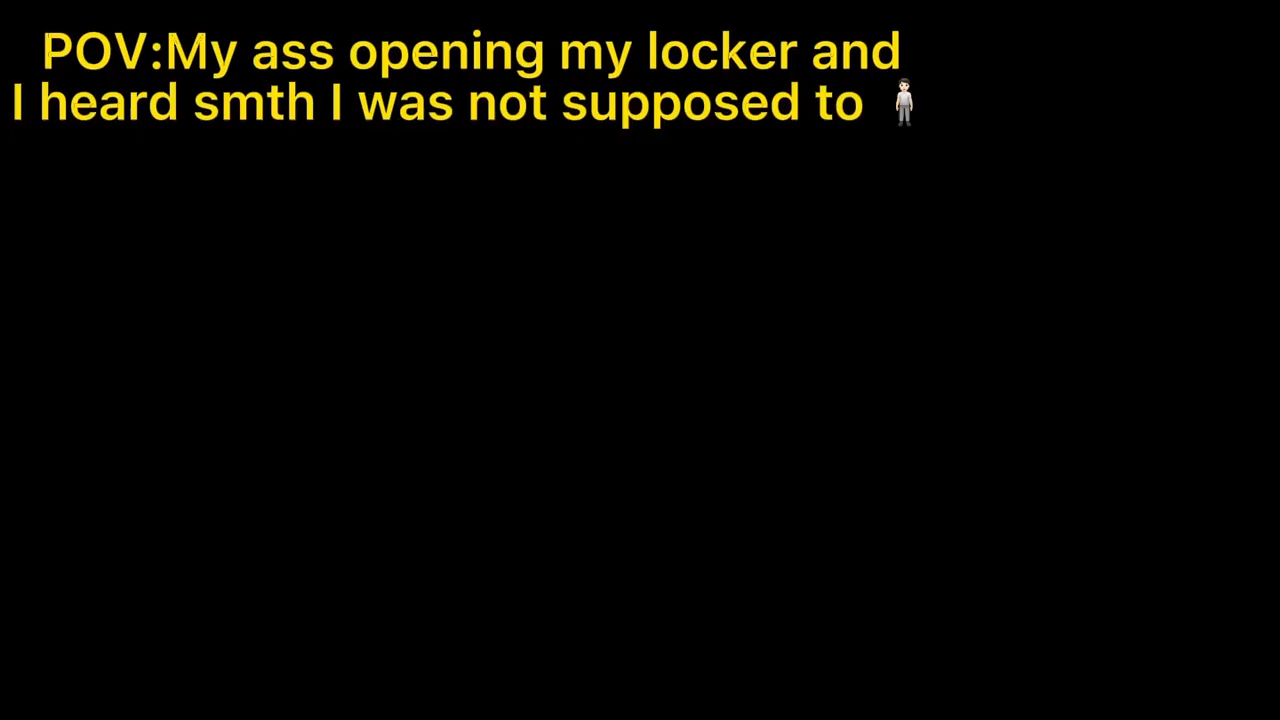 POV:My ass opening my locker and
I heard smth I was not supposed to 🧍🏻